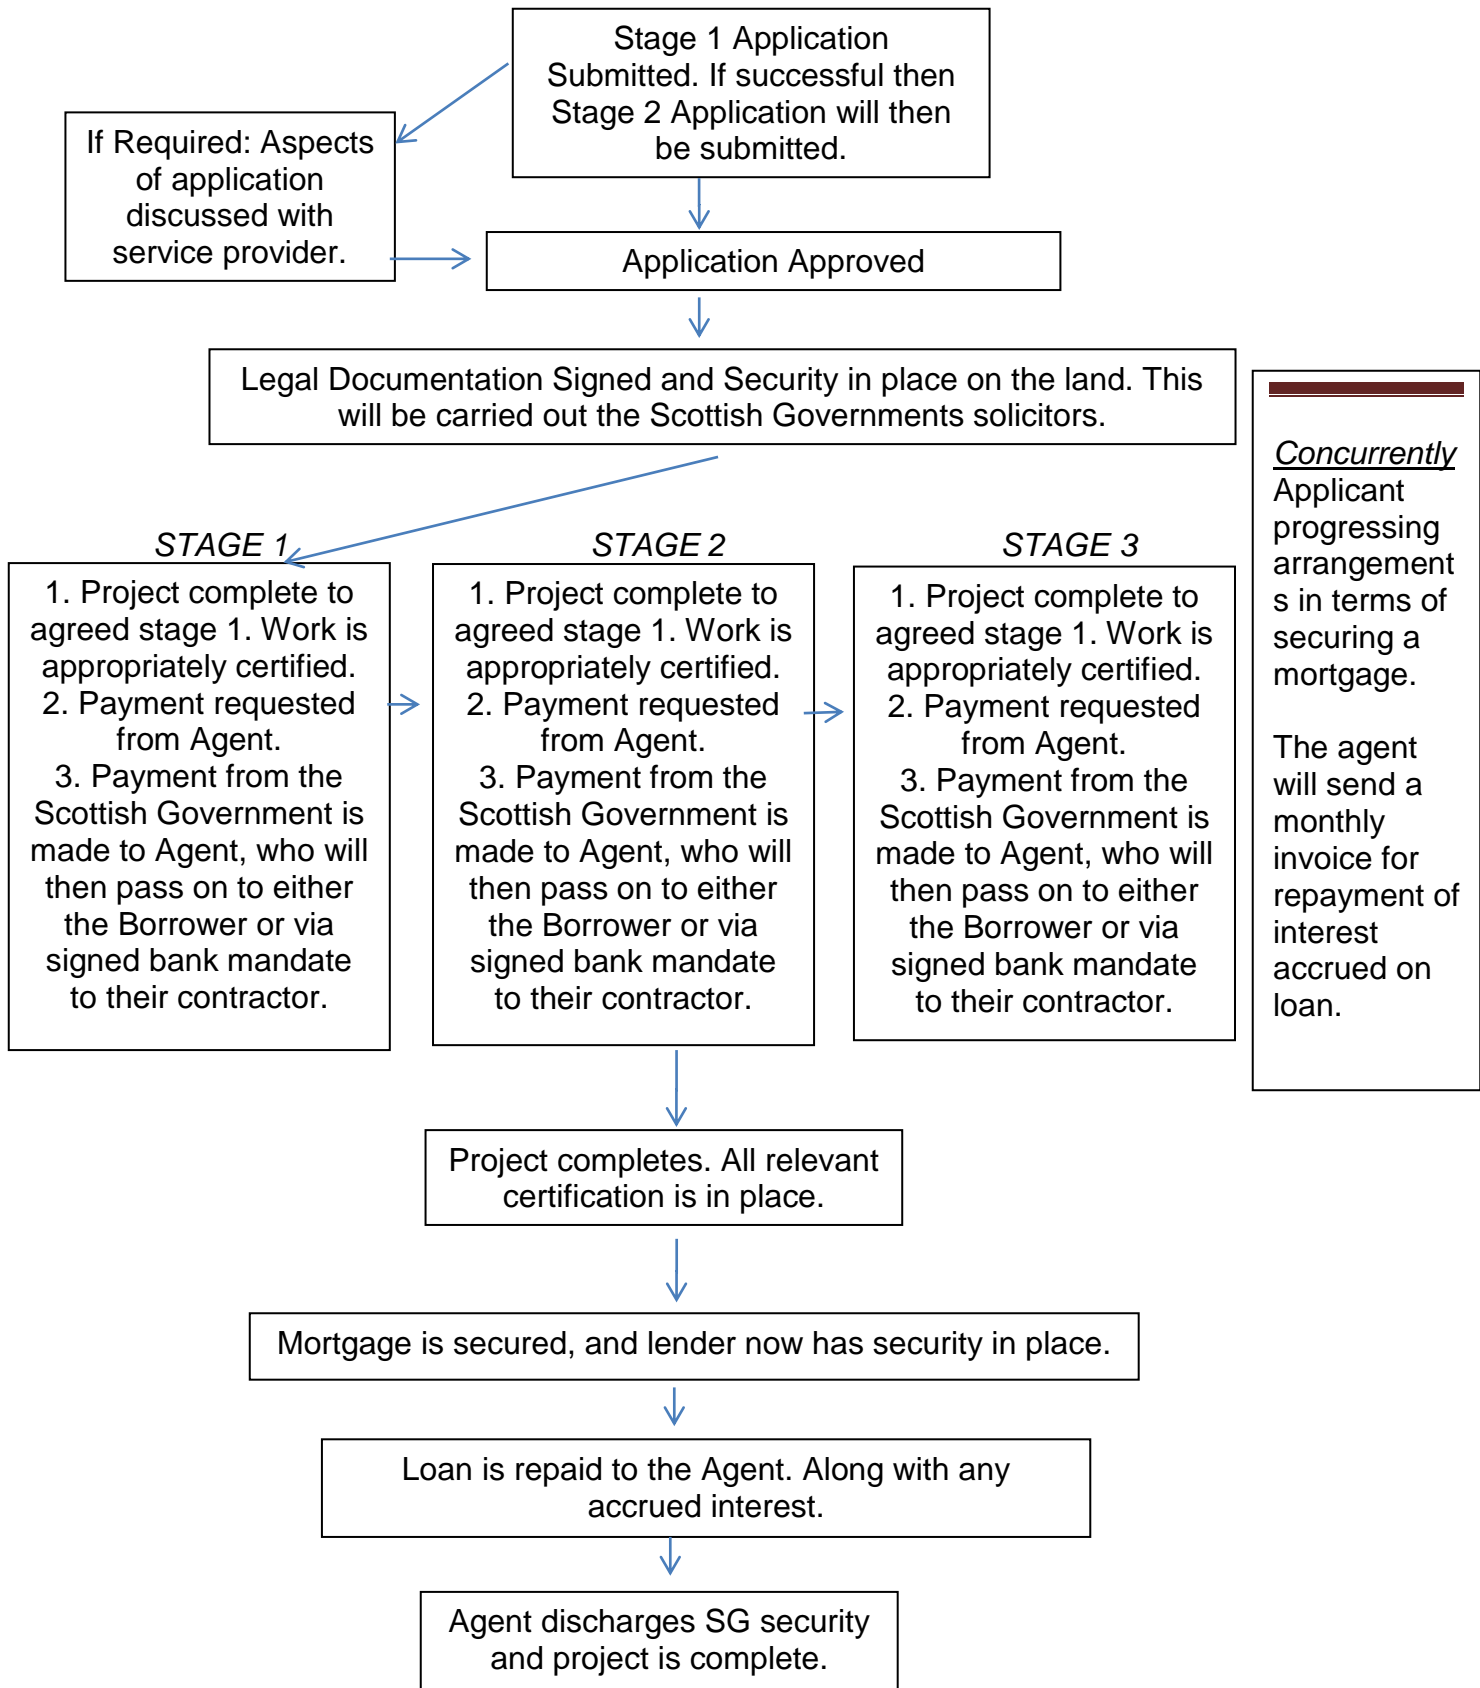 Stage 1 Application
Submitted. If successful then
Stage 2 Application will then
be submitted.
If Required: Aspects
of application
discussed with
service provider.
Application Approved
Legal Documentation Signed and Security in place on the land. This
will be carried out the Scottish Governments solicitors.
STAGE 1
1. Project complete to
agreed stage 1. Work is
appropriately certified.
2. Payment requested
from Agent.
3. Payment from the
Scottish Government is
made to Agent, who will
then pass on to either
the Borrower or via
signed bank mandate
to their contractor.
STAGE 2
1. Project complete to
agreed stage 1. Work is
appropriately certified.
2. Payment requested
from Agent.
3. Payment from the
Scottish Government is
made to Agent, who will
then pass on to either
the Borrower or via
signed bank mandate
to their contractor.
STAGE 3
1. Project complete to
agreed stage 1. Work is
appropriately certified.
2. Payment requested
from Agent.
3. Payment from the
Scottish Government is
made to Agent, who will
then pass on to either
the Borrower or via
signed bank mandate
to their contractor.
Concurrently
Applicant
progressing
arrangement
s in terms of
securing a
mortgage.
The agent
will send a
monthly
invoice for
repayment of
interest
accrued on
loan.
Project completes. All relevant
certification is in place.
Mortgage is secured, and lender now has security in place.
Loan is repaid to the Agent. Along with any
accrued interest.
Agent discharges SG security
and project is complete.